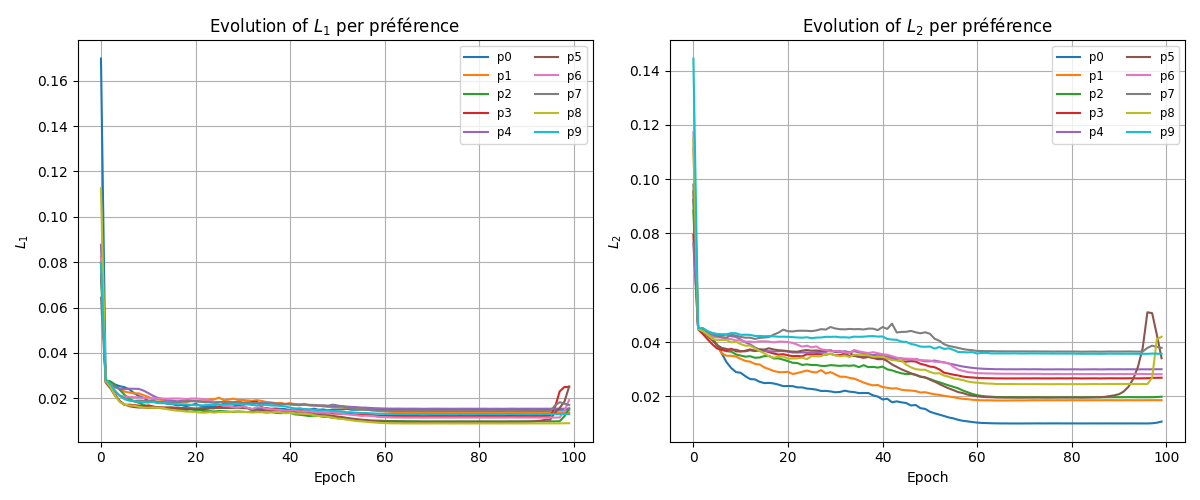 Evolution of L₁ per préférence
L₁
0.16
0.14
0.12
0.10
0.08
0.06
0.04
0.02
0 20 40 60 80 100
Epoch
p0 p5
p1 p6
p2 p7
p3 p8
p4 p9
Evolution of L₂ per préférence
L₂
0.14
0.12
0.10
0.08
0.06
0.04
0.02
0 20 40 60 80 100
Epoch
p0 p5
p1 p6
p2 p7
p3 p8
p4 p9